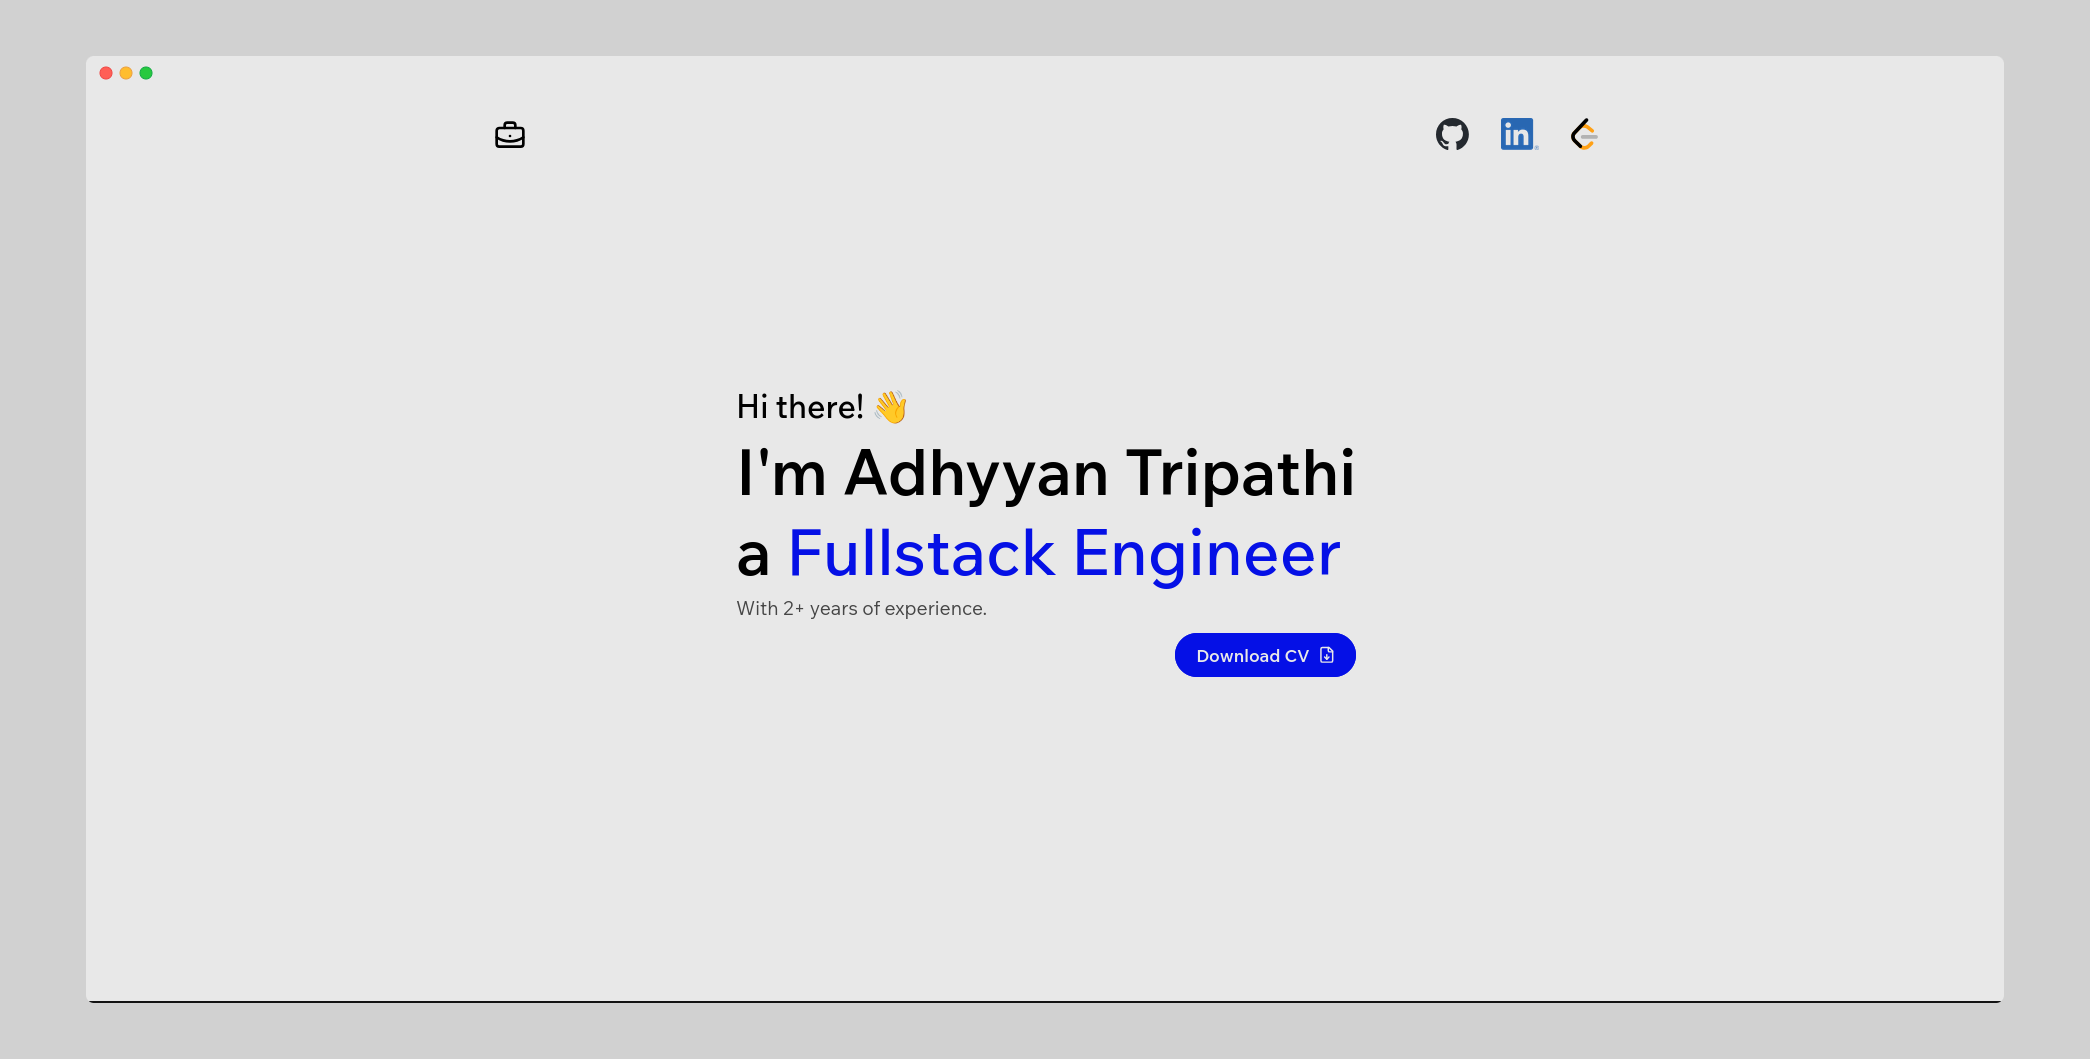 in
Hi there! 👋
I'm Adhyyan Tripathi
a Fullstack Engineer
With 2+ years of experience.
Download CV